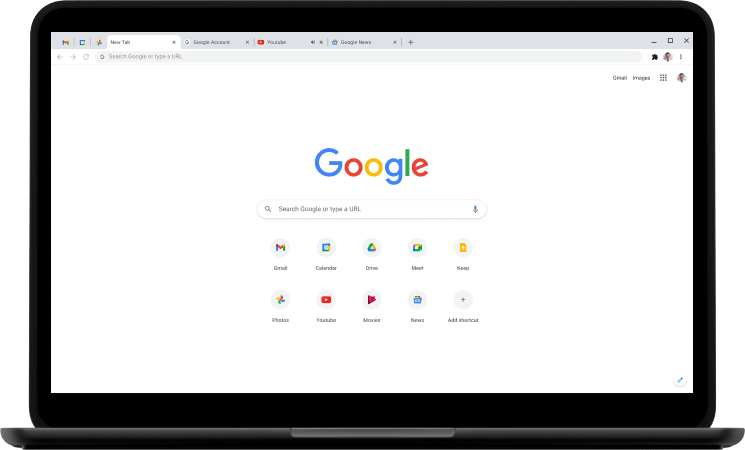 New Tab
Google Account
Youtube
Google News
Search Google or type a URL
Gmail Images
Google
Search Google or type a URL
Gmail Calendar Drive Meet Keep
Photos Youtube Movies News Add shortcut